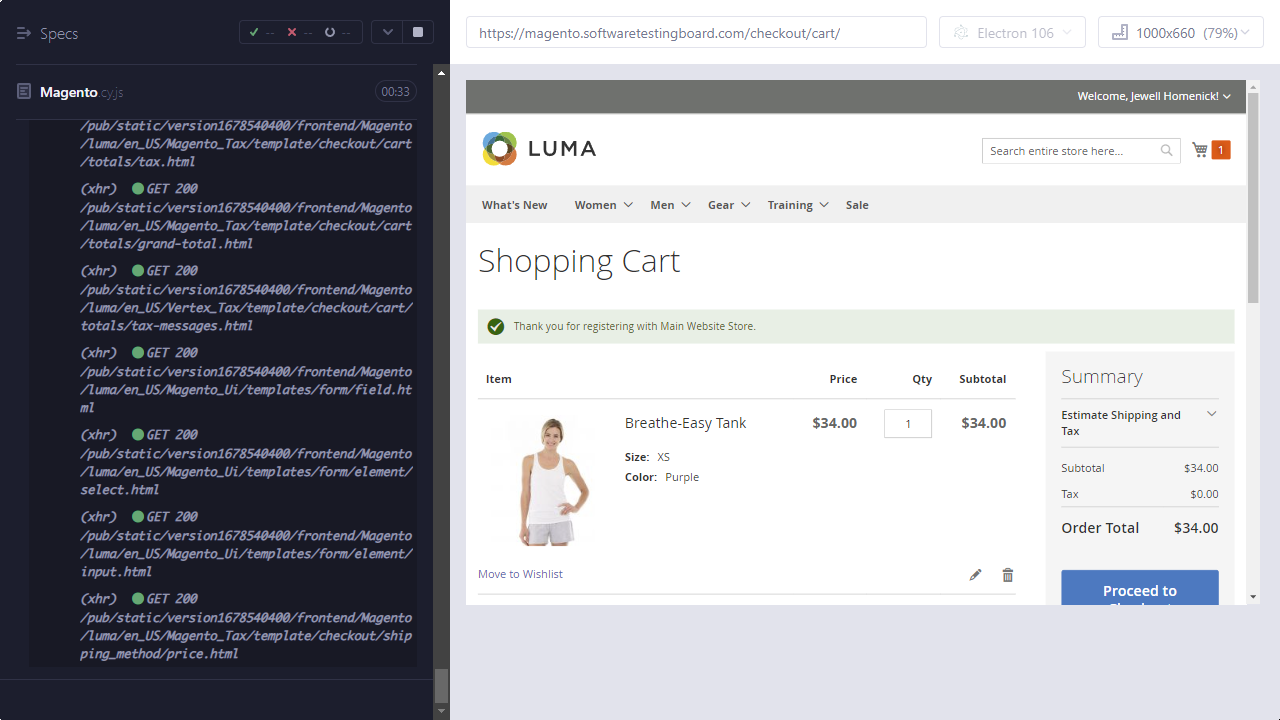 Specs
--
--
--
Magento.cy.js
00:33
/pub/static/version1678540400/frontend/Magento
/luma/en_US/Magento_Tax/template/checkout/cart
/totals/tax.html
(xhr) GET 200
/pub/static/version1678540400/frontend/Magento
/luma/en_US/Magento_Tax/template/checkout/cart
/totals/grand-total.html
(xhr) GET 200
/pub/static/version1678540400/frontend/Magento
/luma/en_US/Vertex_Tax/template/checkout/cart/
totals/tax-messages.html
(xhr) GET 200
/pub/static/version1678540400/frontend/Magento
/luma/en_US/Magento_Ui/templates/form/field.ht
ml
(xhr) GET 200
/pub/static/version1678540400/frontend/Magento
/luma/en_US/Magento_Ui/templates/form/element/
select.html
(xhr) GET 200
/pub/static/version1678540400/frontend/Magento
/luma/en_US/Magento_Ui/templates/form/element/
input.html
(xhr) GET 200
/pub/static/version1678540400/frontend/Magento
/luma/en_US/Magento_Tax/template/checkout/ship
ping_method/price.html
https://magento.softwaretestingboard.com/checkout/cart/
Electron 106
1000x660 (79%)
Welcome, Jewell Homenick!
LUMA
Search entire store here...
1
What's New Women Men Gear Training Sale
Shopping Cart
Thank you for registering with Main Website Store.
Item Price Qty Subtotal
Breathe-Easy Tank $34.00 1 $34.00
Size: XS
Color: Purple
Move to Wishlist
Summary
Estimate Shipping and
Tax
Subtotal $34.00
Tax $0.00
Order Total $34.00
Proceed to
Checkout